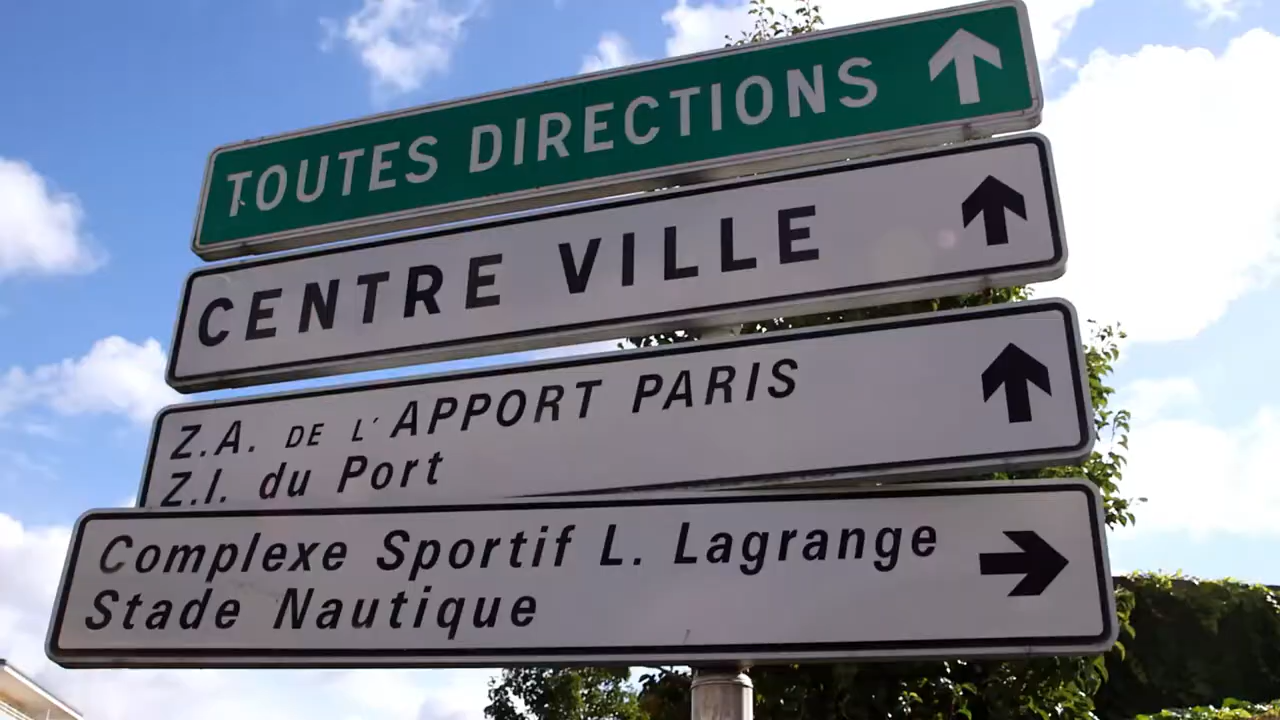 TOUTES DIRECTIONS
CENTRE VILLE
Z.A. DE L'APPORT PARIS
Z.I. du Port
Complexe Sportif L. Lagrange
Stade Nautique